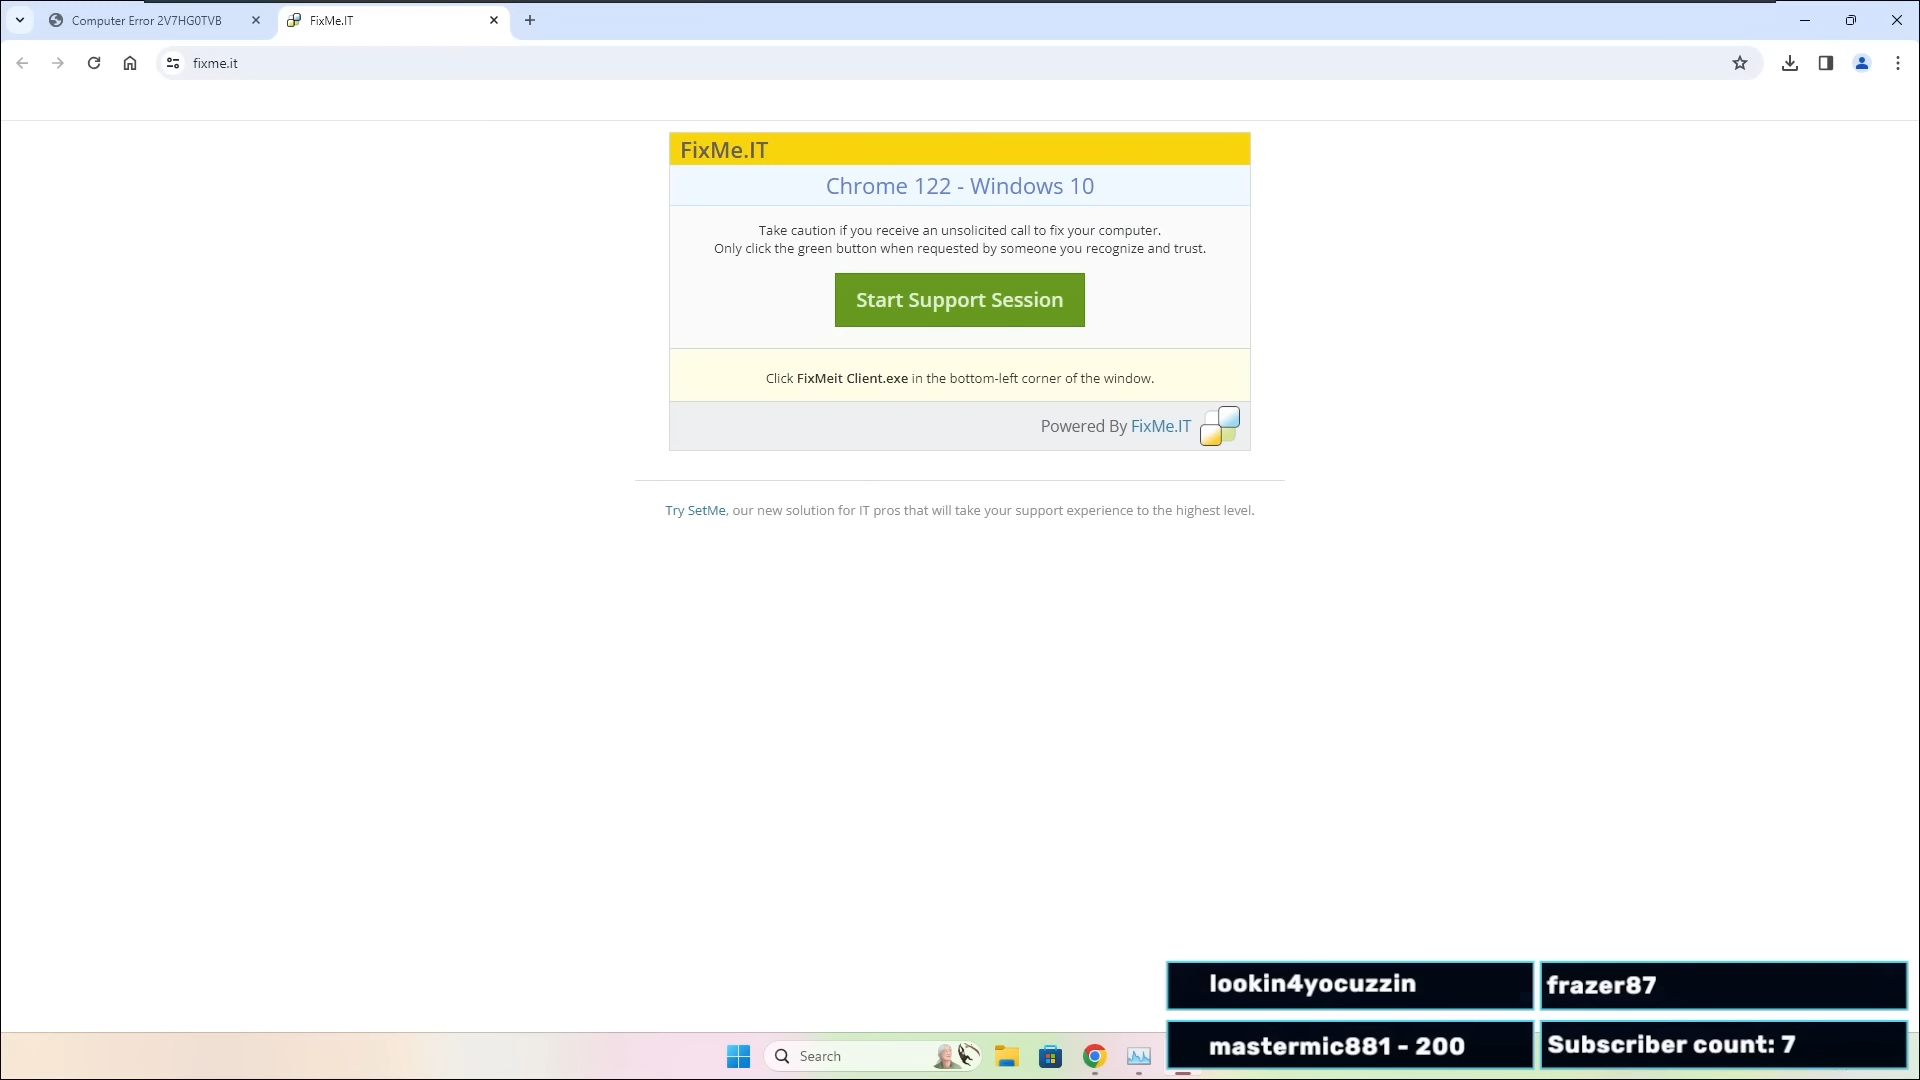 Computer Error 2V7HG0TVB
FixMe.IT
fixme.it
FixMe.IT
Chrome 122 - Windows 10
Take caution if you receive an unsolicited call to fix your computer.
Only click the green button when requested by someone you recognize and trust.
Start Support Session
Click FixMeit Client.exe in the bottom-left corner of the window.
Powered By FixMe.IT
Try SetMe, our new solution for IT pros that will take your support experience to the highest level.
lookin4yocuzzin
frazer87
Search
mastermic881 - 200
Subscriber count: 7